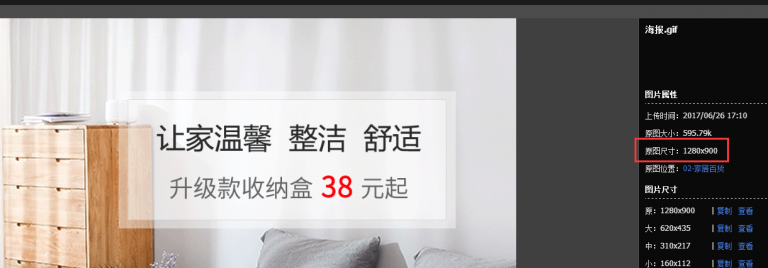 让家温馨 整洁 舒适
升级款收纳盒 38 元起
海报.gif
图片属性
上传时间：2017/06/26 17:10
原图大小：595.79k
原图尺寸：1280x900
原图位置：02-家居百货
图片尺寸
原：1280x900 | 复制 查看
大：620x435 | 复制 查看
中：310x217 | 复制 查看
小：160x112 | 复制 查看